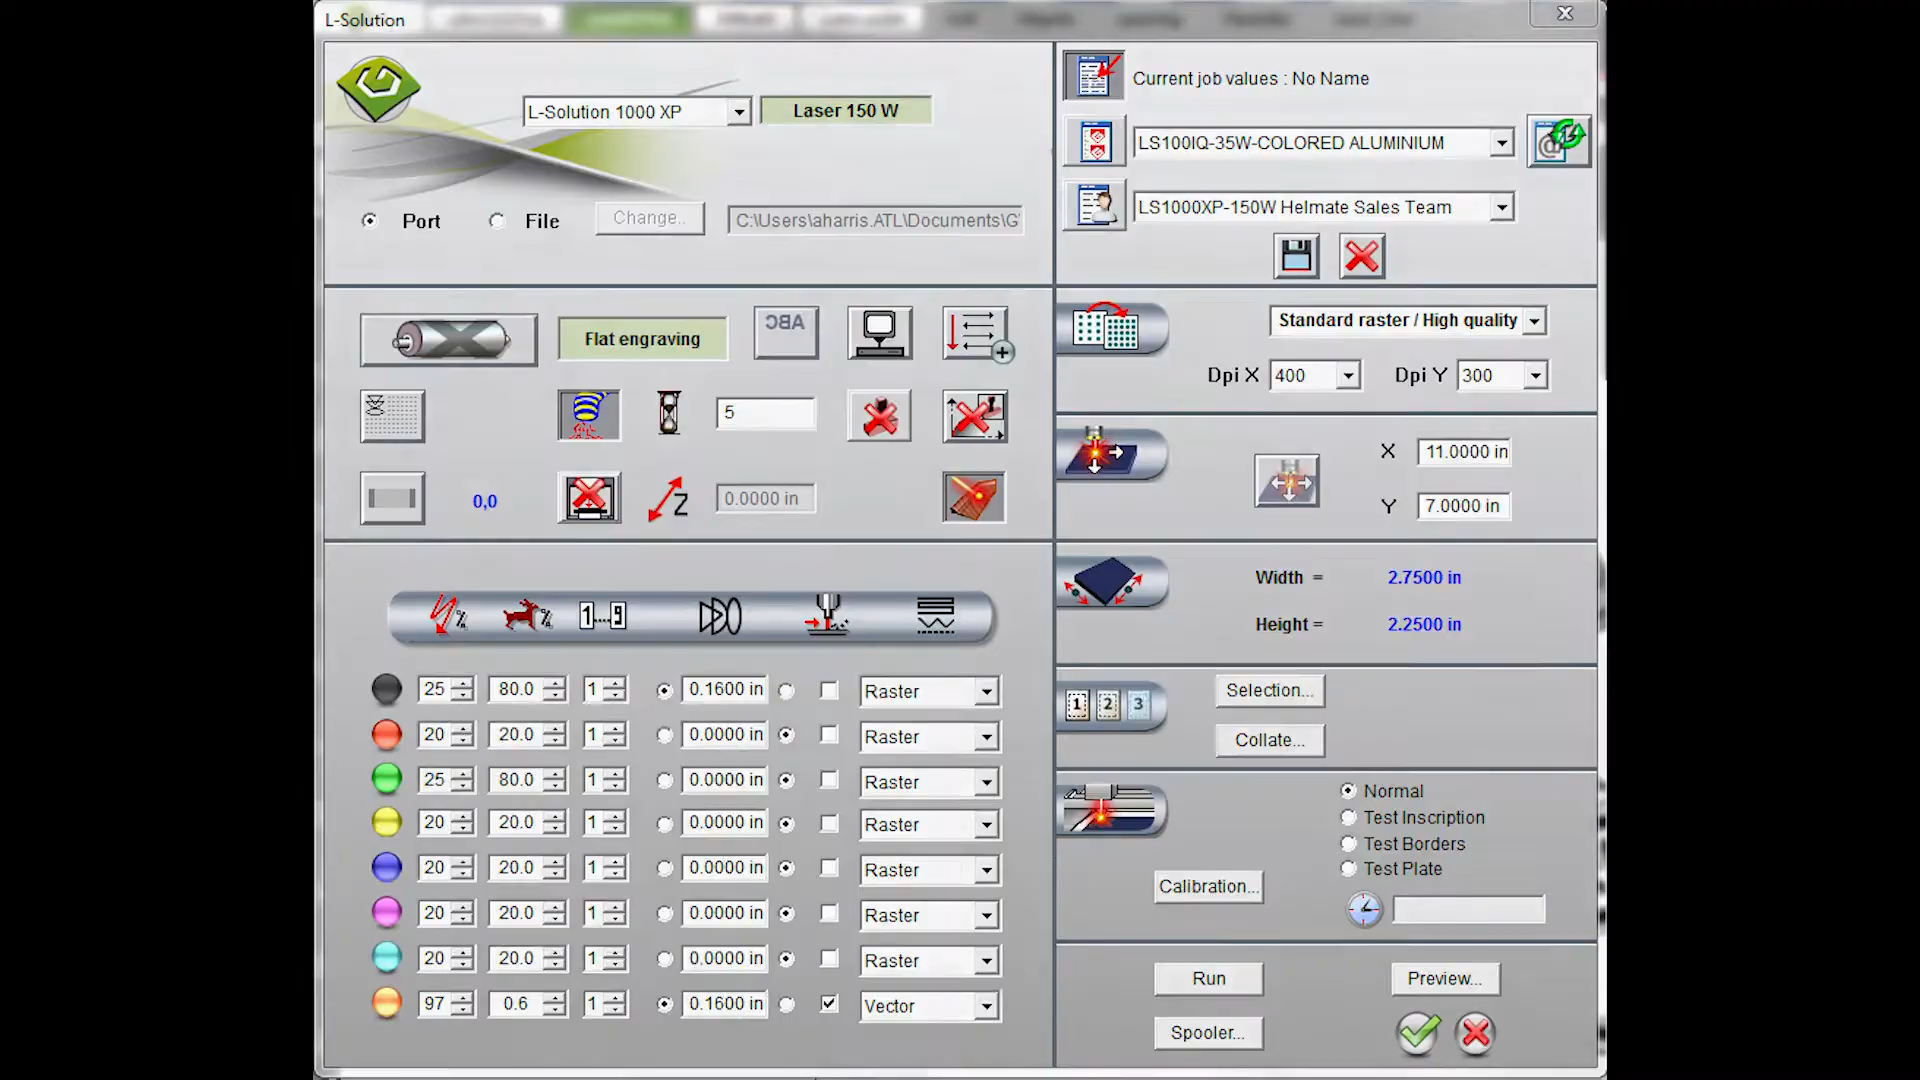 L-Solution
Current job values : No Name
L-Solution 1000 XP
Laser 150 W
LS100IQ-35W-COLORED ALUMINIUM
LS1000XP-150W Helmate Sales Team
Port
File
Change..
C:\Users\aharris.ATL\Documents\G
Flat engraving
ABC
Standard raster / High quality
Dpi X 400
Dpi Y 300
5
0,0
Z
0.0000 in
X 11.0000 in
Y 7.0000 in
Width = 2.7500 in
Height = 2.2500 in
% % 1...9
25 80.0 1 0.1600 in Raster
20 20.0 1 0.0000 in Raster
25 80.0 1 0.0000 in Raster
20 20.0 1 0.0000 in Raster
20 20.0 1 0.0000 in Raster
20 20.0 1 0.0000 in Raster
20 20.0 1 0.0000 in Raster
97 0.6 1 0.1600 in Vector
1 2 3
Selection...
Collate...
Normal
Test Inscription
Test Borders
Test Plate
Calibration...
Run
Preview...
Spooler...